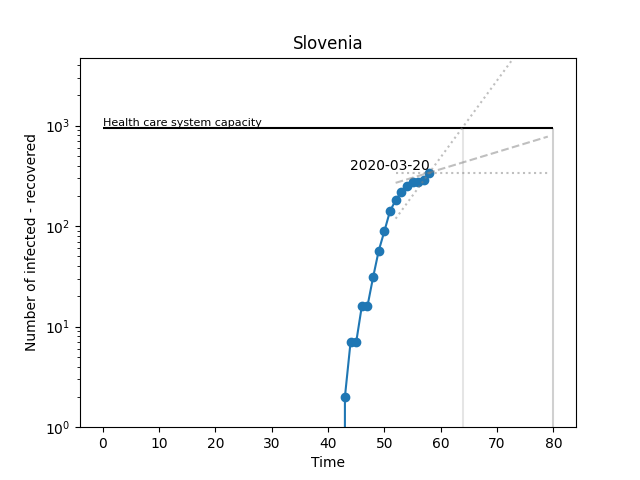 Slovenia
Number of infected - recovered
10³
Health care system capacity
2020-03-20
10²
10¹
10⁰
0 10 20 30 40 50 60 70 80
Time